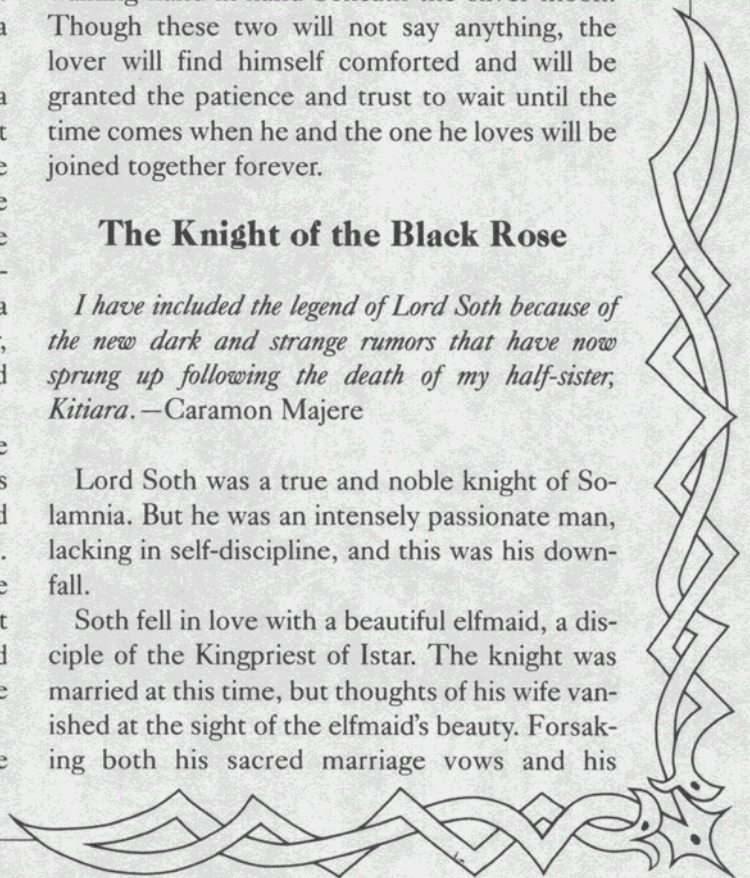 Though these two will not say anything, the
lover will find himself comforted and will be
granted the patience and trust to wait until the
time comes when he and the one he loves will be
joined together forever.
The Knight of the Black Rose
I have included the legend of Lord Soth because of
the new dark and strange rumors that have now
sprung up following the death of my half-sister,
Kitiara.—Caramon Majere
Lord Soth was a true and noble knight of So-
lamnia. But he was an intensely passionate man,
lacking in self-discipline, and this was his down-
fall.
Soth fell in love with a beautiful elfmaid, a dis-
ciple of the Kingpriest of Istar. The knight was
married at this time, but thoughts of his wife van-
ished at the sight of the elfmaid's beauty. Forsak-
ing both his sacred marriage vows and his